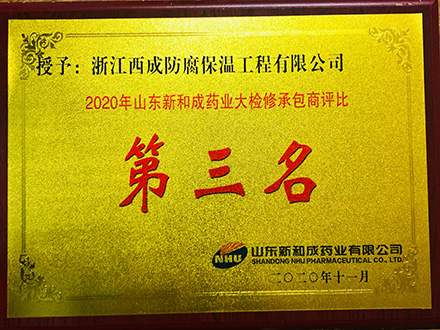 授予：浙江西成防腐保温工程有限公司
2020年山东新和成药业大检修承包商评比
第三名
NHU
山东新和成药业有限公司
SHANDONG NHU PHARMACEUTICAL CO., LTD.
二〇二〇年十一月